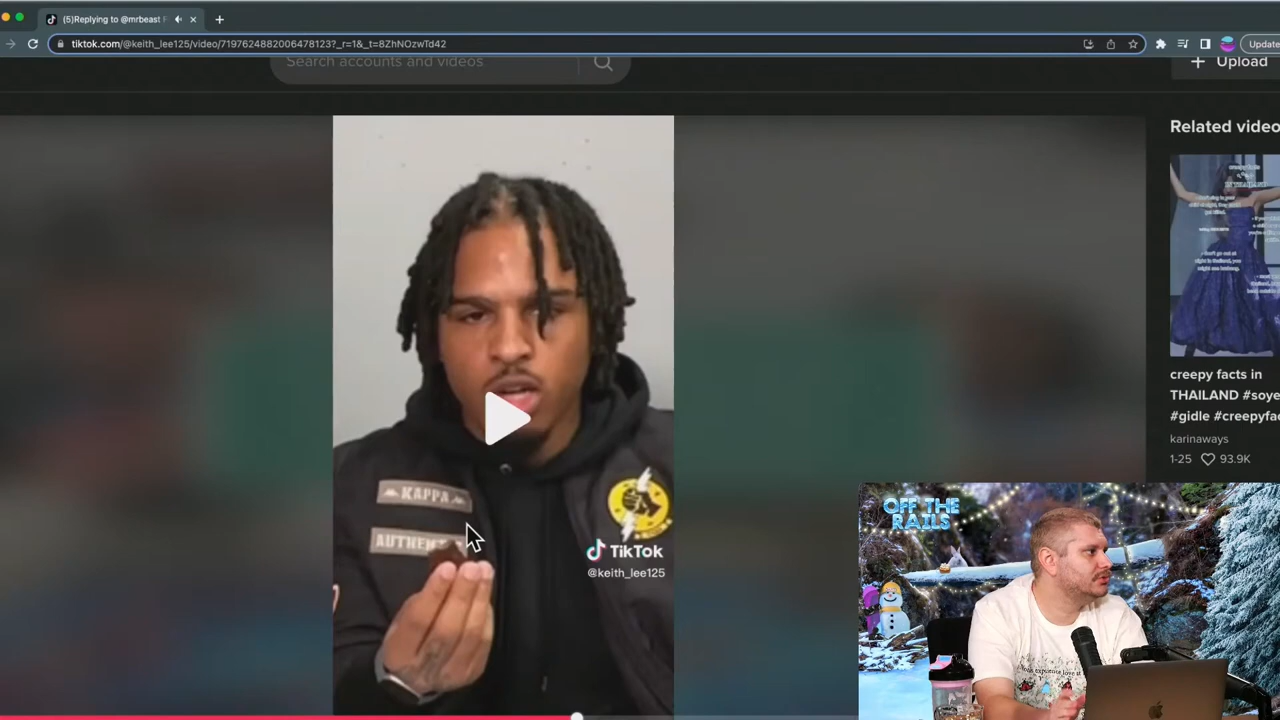 (5)Replying to @mrbeast F
tiktok.com/@keith_lee125/video/7197624882006478123?_r=1&_t=8ZhNOzwTd42
Update
Search accounts and videos
Upload
Related video
creepy facts in
THAILAND #soye
#gidle #creepyfac
karinaways
1-25 93.9K
KAPPA
AUTHENT
TikTok
@keith_lee125
OFF THE
RAILS